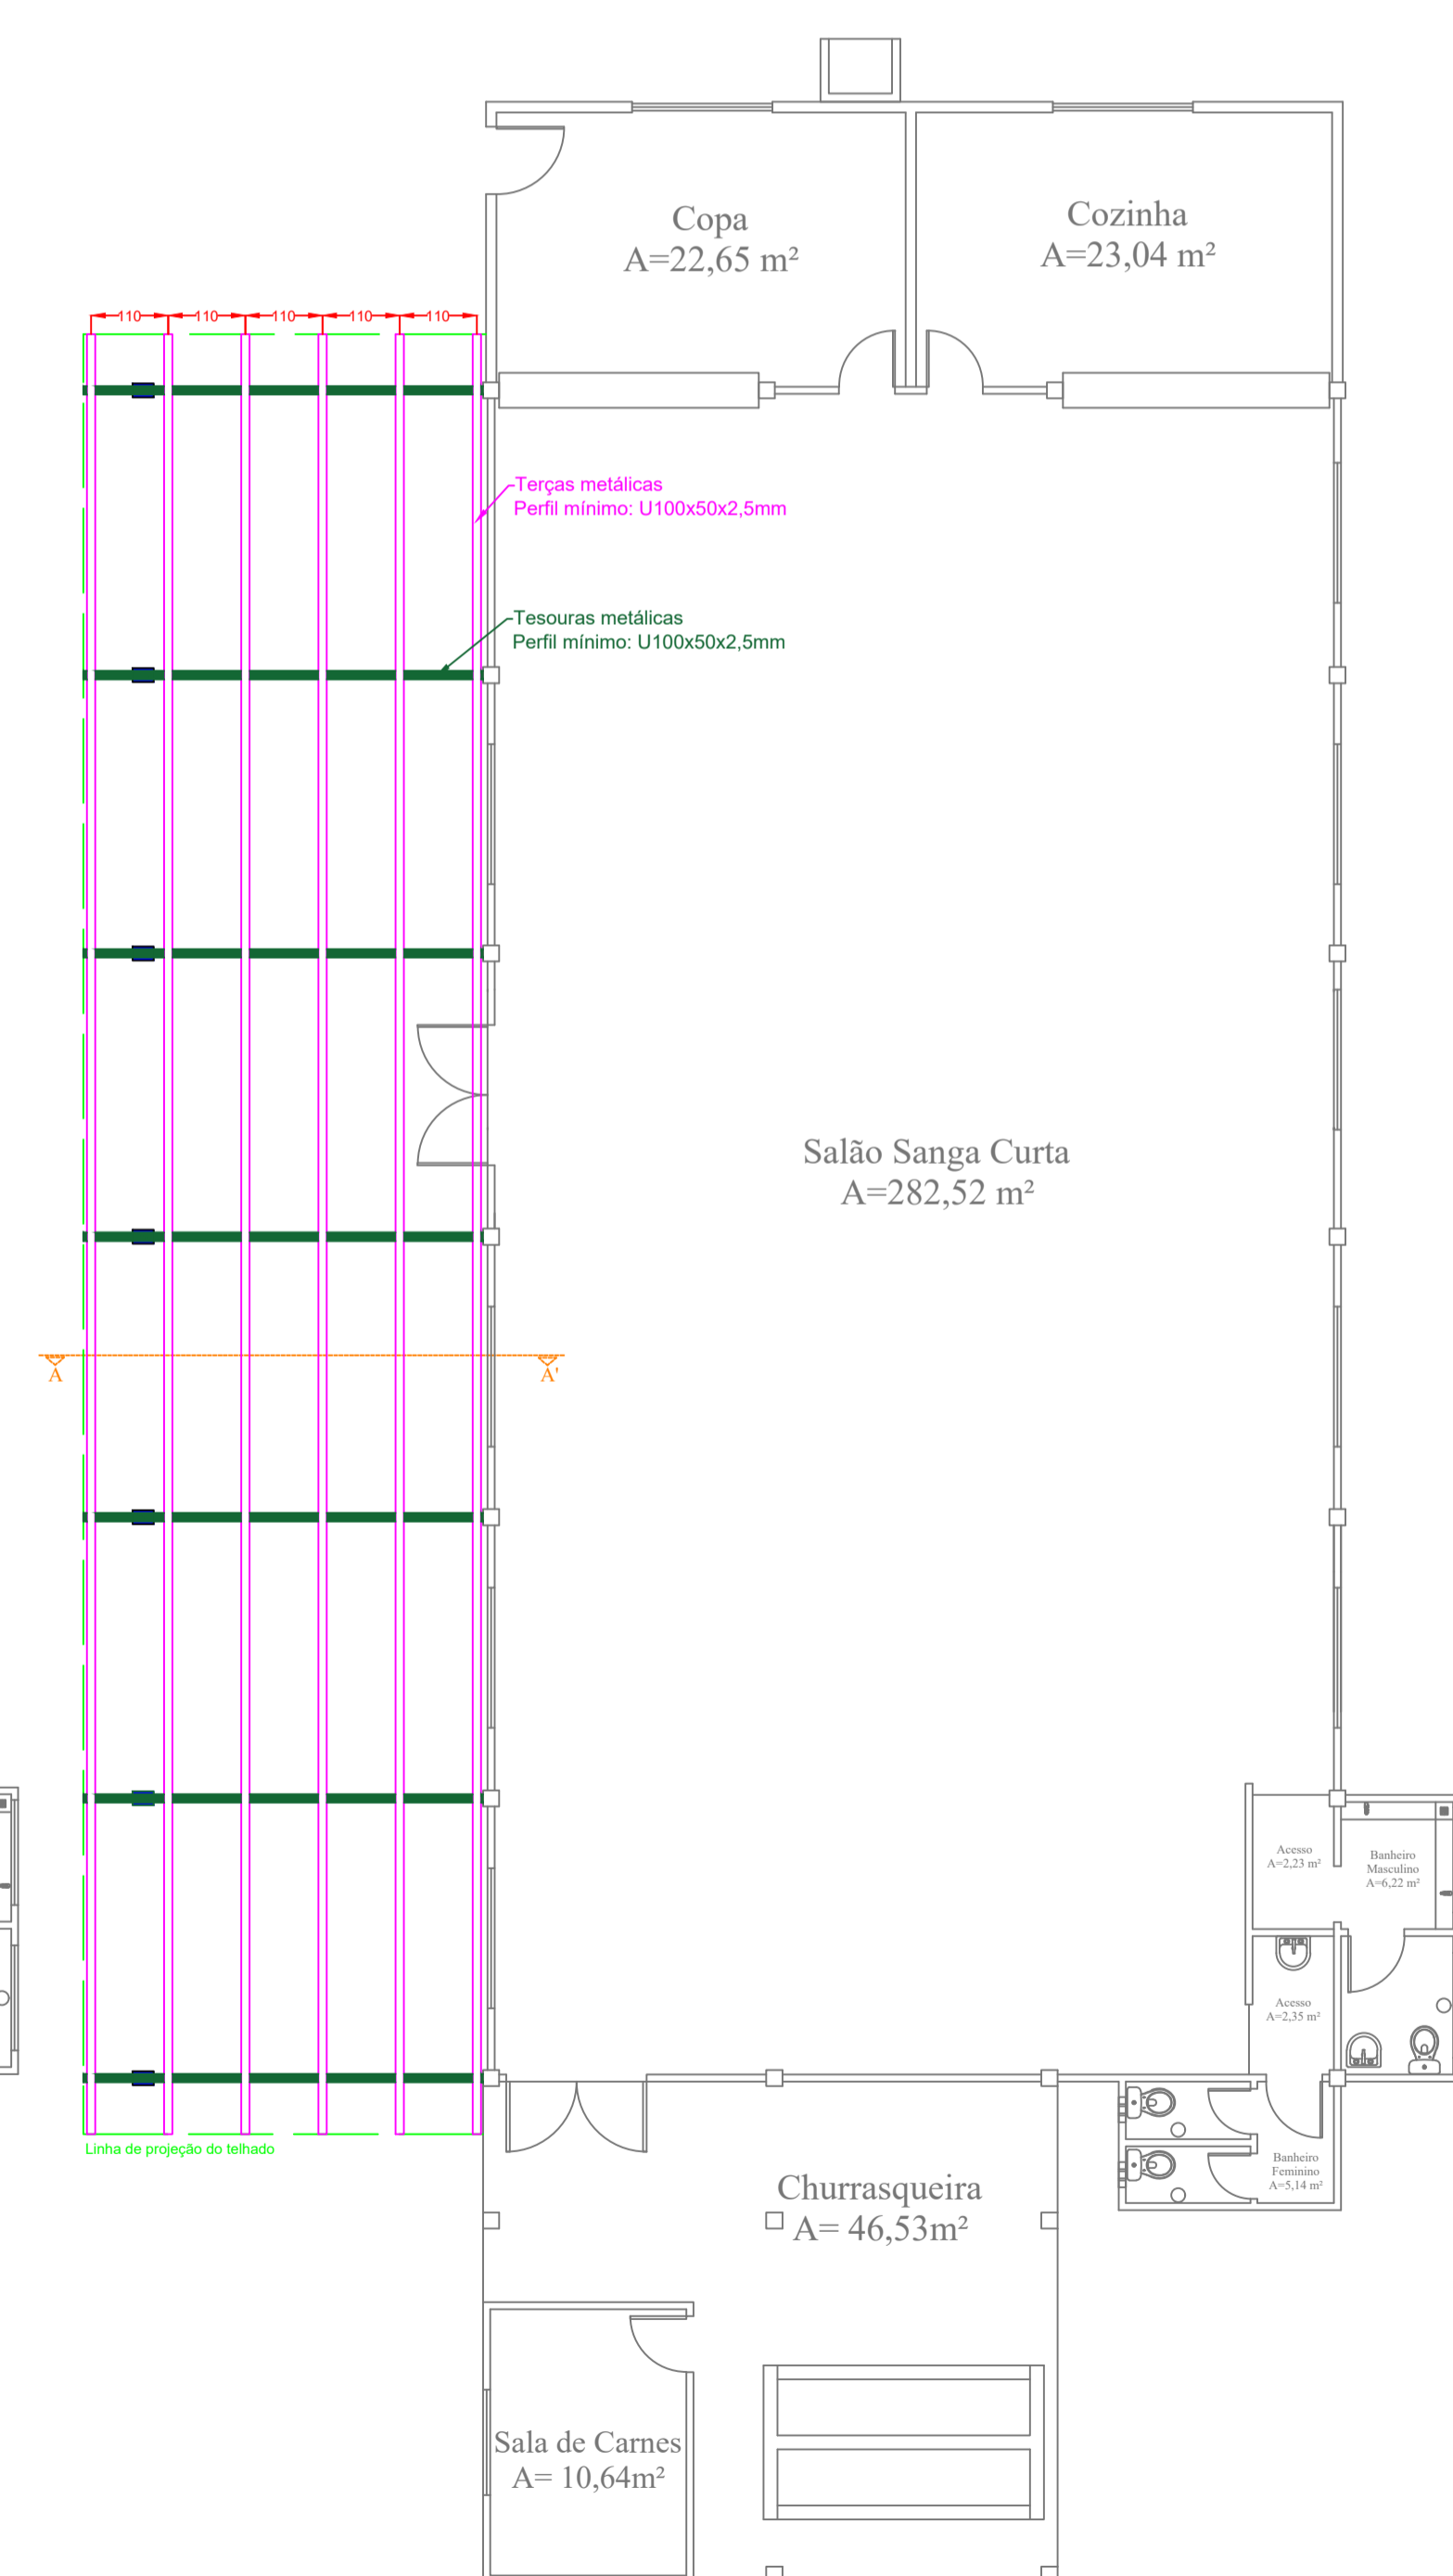 Copa
A=22,65 m²
Cozinha
A=23,04 m²
110 110 110 110 110
Terças metálicas
Perfil mínimo: U100x50x2,5mm
Tesouras metálicas
Perfil mínimo: U100x50x2,5mm
Salão Sanga Curta
A=282,52 m²
A A'
Acesso
A=2,23 m²
Banheiro
Masculino
A=6,22 m²
Acesso
A=2,35 m²
Linha de projeção do telhado
Banheiro
Feminino
A=5,14 m²
Churrasqueira
A= 46,53m²
Sala de Carnes
A= 10,64m²